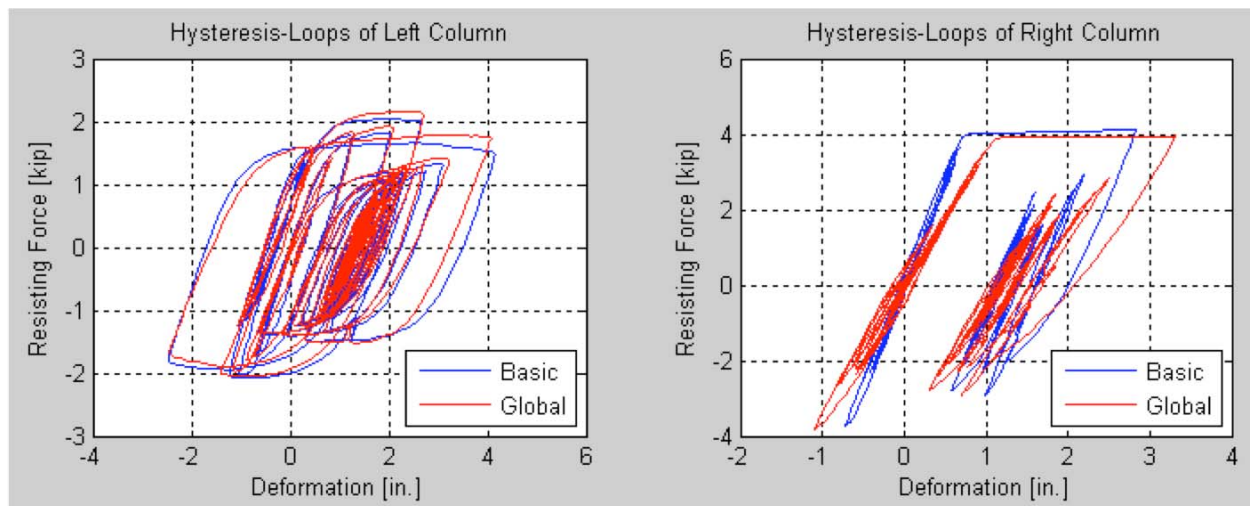 Hysteresis-Loops of Left Column
3
2
1
0
-1
-2
-3
-4
-2
0
2
4
6
Resisting Force [kip]
Deformation [in.]
Basic
Global
Hysteresis-Loops of Right Column
6
4
2
0
-2
-4
-2
-1
0
1
2
3
4
Resisting Force [kip]
Deformation [in.]
Basic
Global